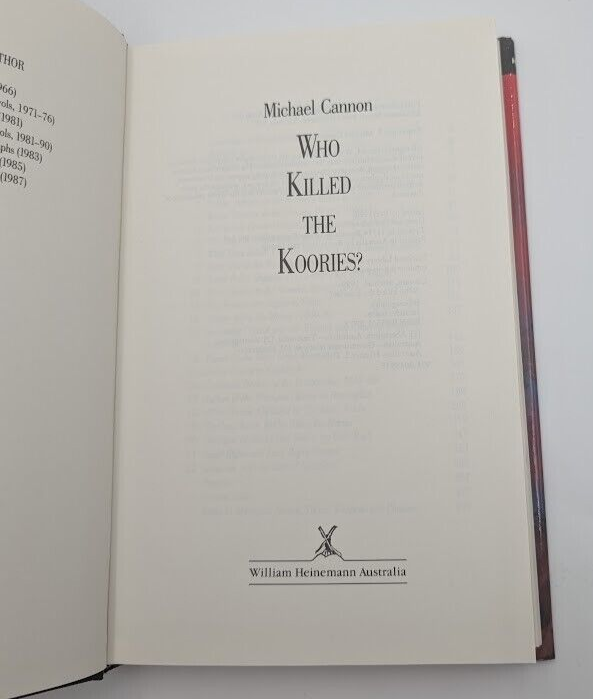 THOR
966)
ols, 1971–76)
(1981)
ols, 1981–90)
phs (1983)
(1985)
(1987)
Michael Cannon
WHO
KILLED
THE
KOORIES?
William Heinemann Australia